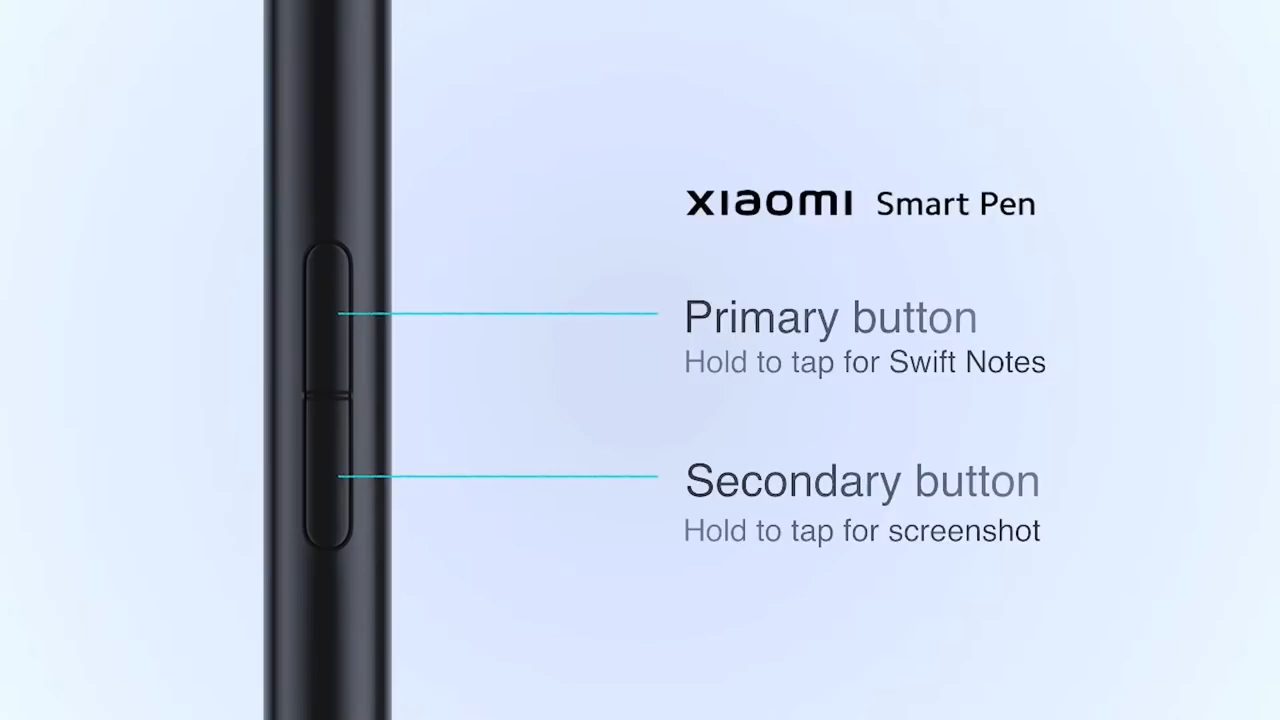 xiaomi Smart Pen
Primary button
Hold to tap for Swift Notes
Secondary button
Hold to tap for screenshot